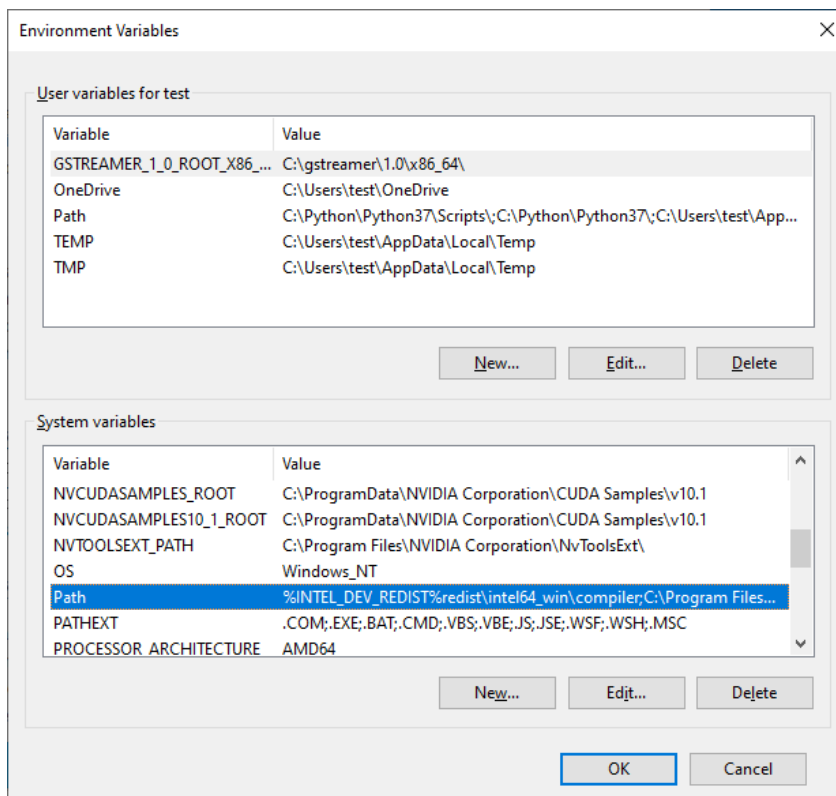 Environment Variables
User variables for test
Variable Value
GSTREAMER_1_0_ROOT_X86_... C:\gstreamer\1.0\x86_64\
OneDrive C:\Users\test\OneDrive
Path C:\Python\Python37\Scripts\;C:\Python\Python37\;C:\Users\test\App...
TEMP C:\Users\test\AppData\Local\Temp
TMP C:\Users\test\AppData\Local\Temp
New... Edit... Delete
System variables
Variable Value
NVCUDASAMPLES_ROOT C:\ProgramData\NVIDIA Corporation\CUDA Samples\v10.1
NVCUDASAMPLES10_1_ROOT C:\ProgramData\NVIDIA Corporation\CUDA Samples\v10.1
NVTOOLSEXT_PATH C:\Program Files\NVIDIA Corporation\NvToolsExt\
OS Windows_NT
Path %INTEL_DEV_REDIST%redist\intel64_win\compiler;C:\Program Files...
PATHEXT .COM;.EXE;.BAT;.CMD;.VBS;.VBE;.JS;.JSE;.WSF;.WSH;.MSC
PROCESSOR_ARCHITECTURE AMD64
New... Edit... Delete
OK Cancel